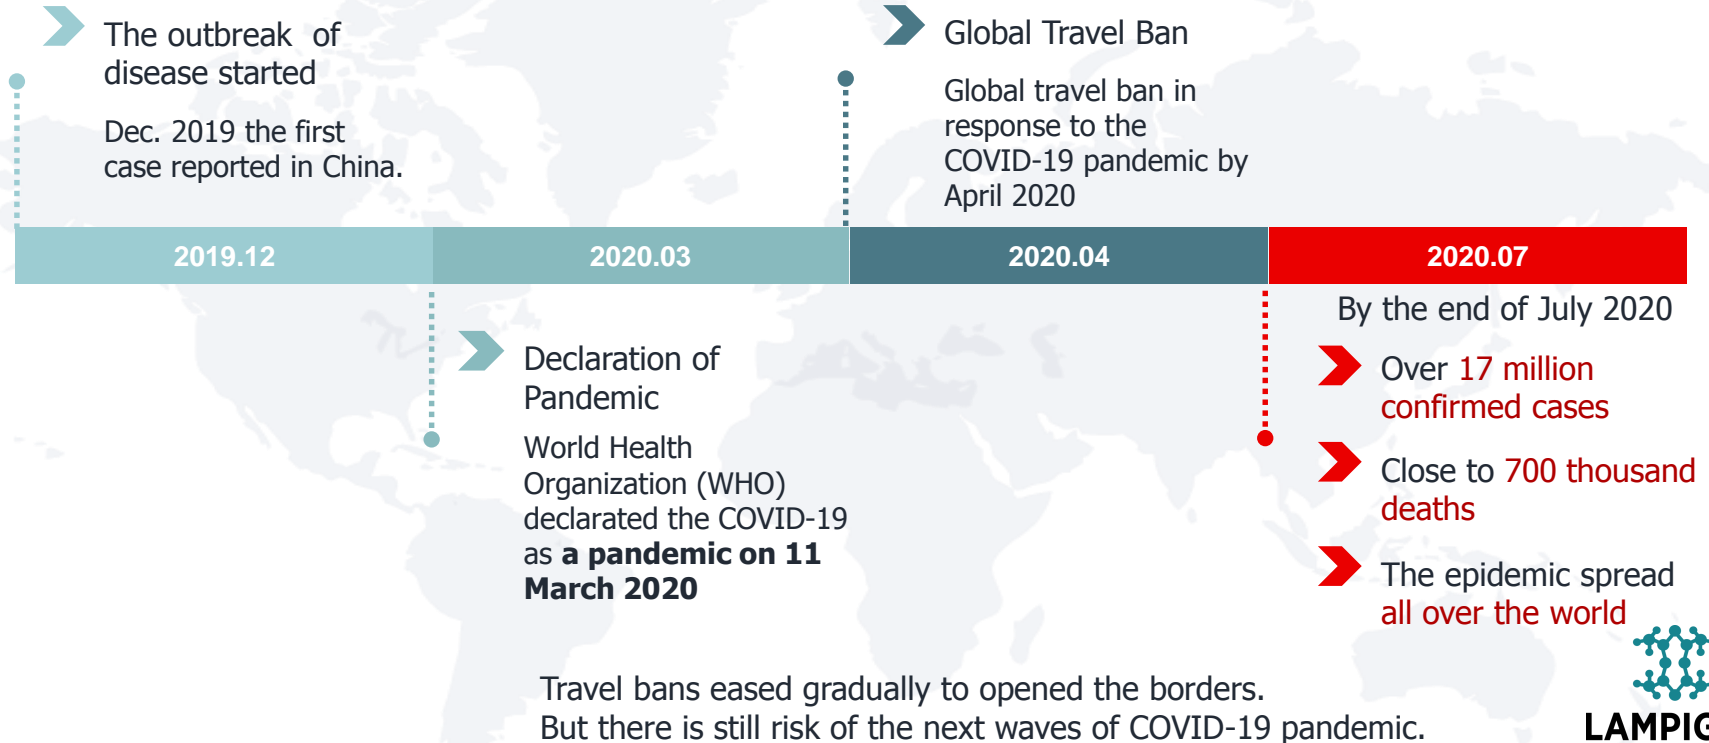 The outbreak of
disease started
Dec. 2019 the first
case reported in China.
Global Travel Ban
Global travel ban in
response to the
COVID-19 pandemic by
April 2020
2019.12
2020.03
2020.04
2020.07
Declaration of
Pandemic
World Health
Organization (WHO)
declarated the COVID-19
as a pandemic on 11
March 2020
By the end of July 2020
Over 17 million
confirmed cases
Close to 700 thousand
deaths
The epidemic spread
all over the world
Travel bans eased gradually to opened the borders.
But there is still risk of the next waves of COVID-19 pandemic.